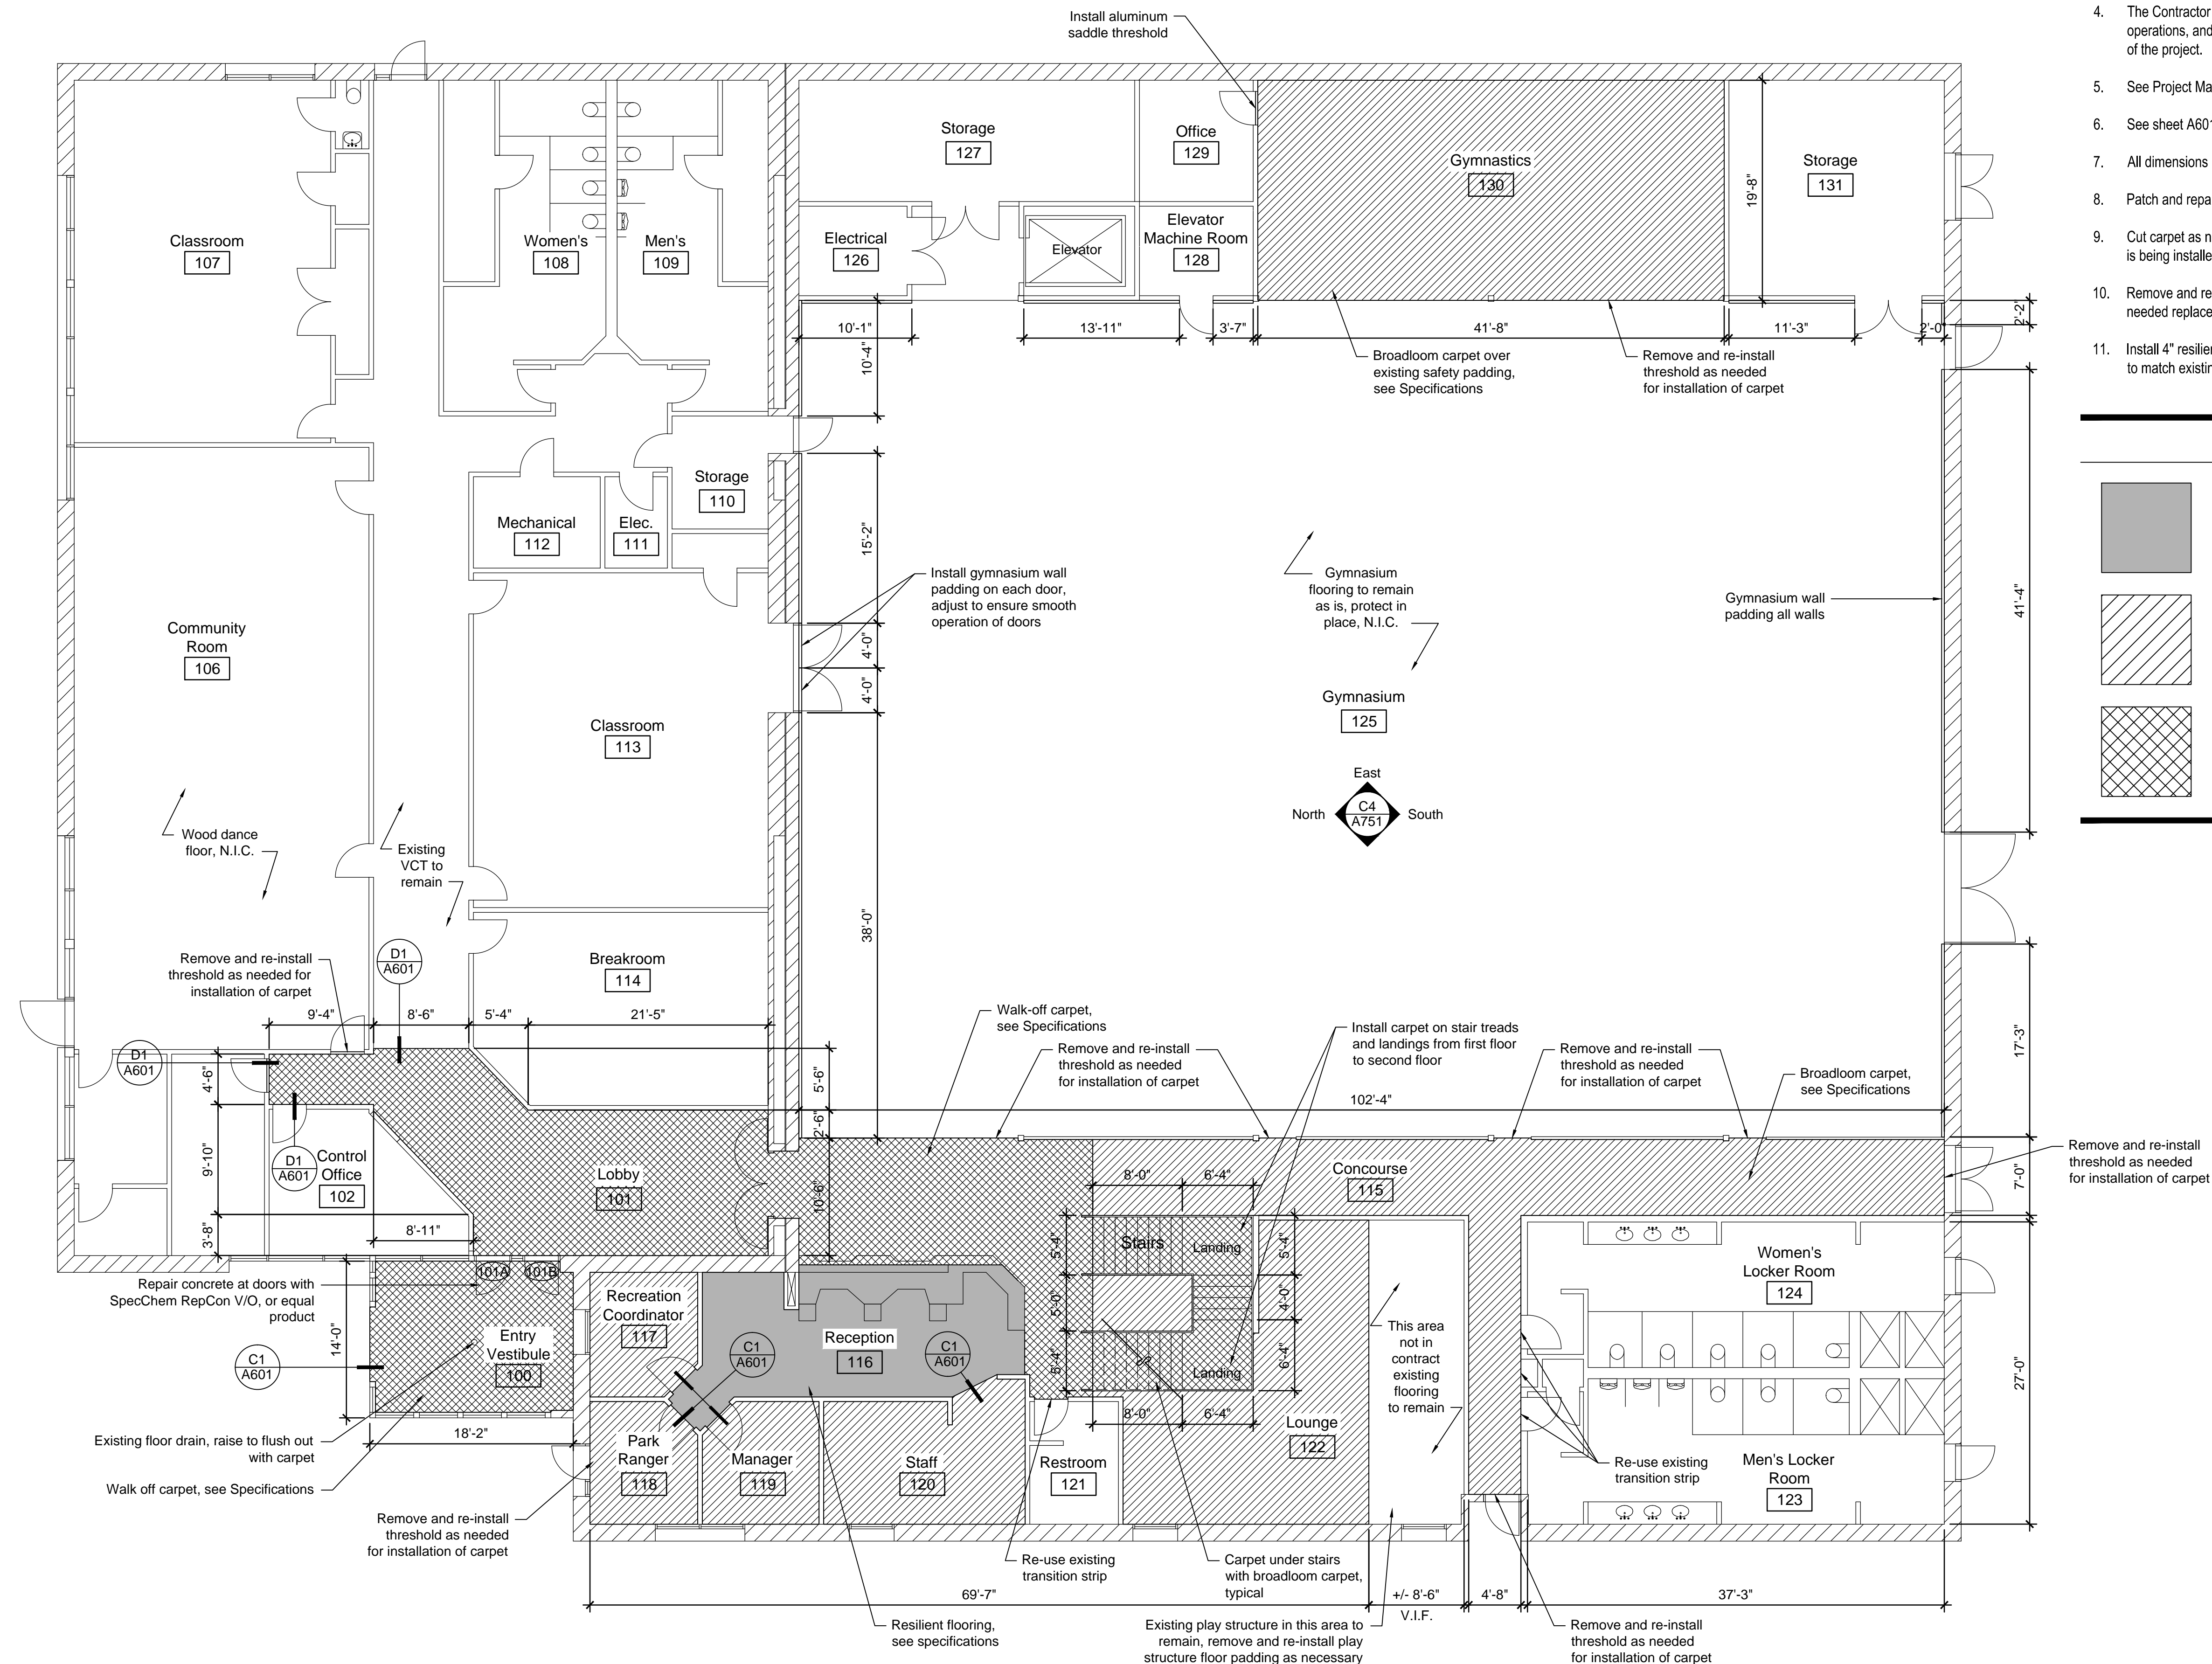 Install aluminum
saddle threshold
4. The Contractor
operations, and
of the project.
5. See Project Ma
6. See sheet A601
7. All dimensions
8. Patch and repa
9. Cut carpet as n
is being installe
10. Remove and re
needed replace
11. Install 4" resilien
to match existin
Classroom
107
Women's
108
Men's
109
Storage
127
Office
129
Gymnastics
130
19'-8"
Storage
131
Electrical
126
Elevator
Elevator
Machine Room
128
10'-1"
13'-11"
3'-7"
41'-8"
11'-3"
2'-0"
2'-2"
10'-4"
Broadloom carpet over
existing safety padding,
see Specifications
Remove and re-install
threshold as needed
for installation of carpet
Storage
110
Mechanical
112
Elec.
111
15'-2"
Install gymnasium wall
padding on each door,
adjust to ensure smooth
operation of doors
Gymnasium
flooring to remain
as is, protect in
place, N.I.C.
Gymnasium wall
padding all walls
41'-4"
Community
Room
106
4'-0"
4'-0"
Classroom
113
Gymnasium
125
East
North
C4
A751
South
Wood dance
floor, N.I.C.
Existing
VCT to
remain
38'-0"
Remove and re-install
threshold as needed for
installation of carpet
D1
A601
Breakroom
114
9'-4"
8'-6"
5'-4"
21'-5"
Walk-off carpet,
see Specifications
Remove and re-install
threshold as needed
for installation of carpet
Install carpet on stair treads
and landings from first floor
to second floor
Remove and re-install
threshold as needed
for installation of carpet
Broadloom carpet,
see Specifications
17'-3"
D1
A601
4'-6"
5'-6"
2'-6"
102'-4"
9'-10"
D1
A601
Control
Office
102
Lobby
101
10'-6"
8'-0"
6'-4"
Concourse
115
7'-0"
Remove and re-install
threshold as needed
for installation of carpet
3'-8"
8'-11"
5'-4"
Stairs
Landing
5'-4"
101A
101B
Repair concrete at doors with
SpecChem RepCon V/O, or equal
product
14'-0"
Entry
Vestibule
100
C1
A601
Recreation
Coordinator
117
C1
A601
Reception
116
C1
A601
5'-0"
4'-0"
5'-4"
6'-4"
Landing
8'-0"
6'-4"
This area
not in
contract
existing
flooring
to remain
Women's
Locker Room
124
27'-0"
18'-2"
Existing floor drain, raise to flush out
with carpet
Walk off carpet, see Specifications
Park
Ranger
118
Manager
119
Staff
120
Restroom
121
Lounge
122
Re-use existing
transition strip
Men's Locker
Room
123
Remove and re-install
threshold as needed
for installation of carpet
Re-use existing
transition strip
Carpet under stairs
with broadloom carpet,
typical
69'-7"
+/- 8'-6"
V.I.F.
4'-8"
37'-3"
Resilient flooring,
see specifications
Existing play structure in this area to
remain, remove and re-install play
structure floor padding as necessary
Remove and re-install
threshold as needed
for installation of carpet